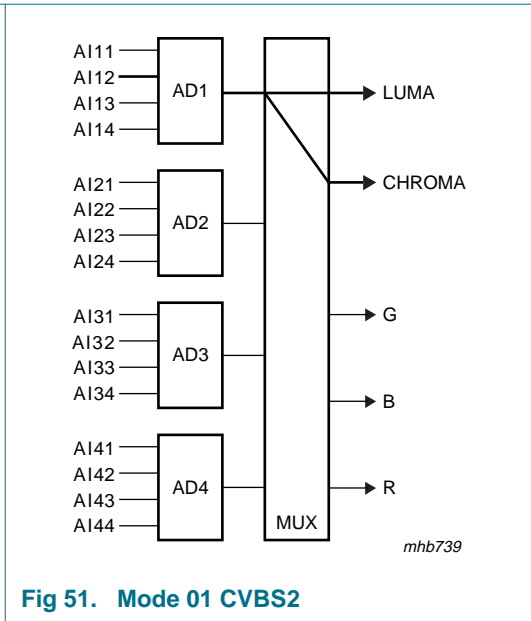 AI11
AI12
AI13
AI14
AD1
LUMA
CHROMA
AI21
AI22
AI23
AI24
AD2
AI31
AI32
AI33
AI34
AD3
G
B
AI41
AI42
AI43
AI44
AD4
R
MUX
mhb739
Fig 51. Mode 01 CVBS2